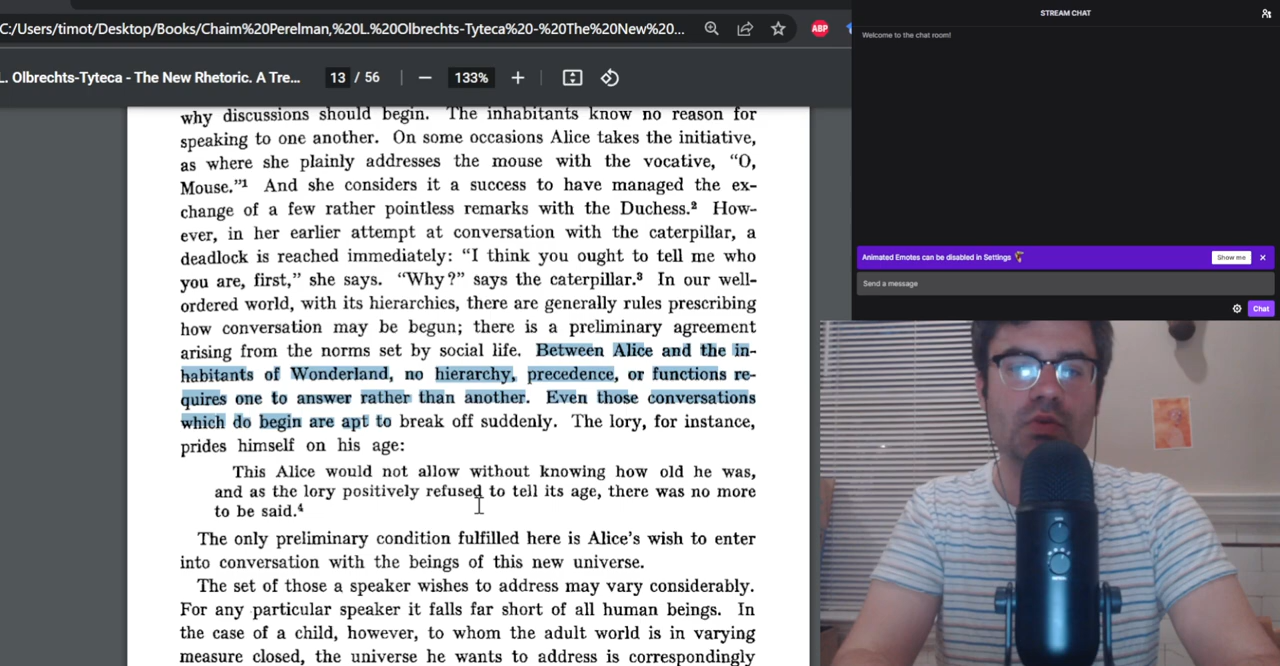 C:/Users/timot/Desktop/Books/Chaim%20Perelman,%20L.%20Olbrechts-Tyteca%20-%20The%20New%20...
ABP
L. Olbrechts-Tyteca - The New Rhetoric. A Tre...
13 / 56
133%
why discussions should begin. The inhabitants know no reason for
speaking to one another. On some occasions Alice takes the initiative,
as where she plainly addresses the mouse with the vocative, “O,
Mouse.”¹ And she considers it a success to have managed the ex-
change of a few rather pointless remarks with the Duchess.² How-
ever, in her earlier attempt at conversation with the caterpillar, a
deadlock is reached immediately: “I think you ought to tell me who
you are, first,” she says. “Why?” says the caterpillar.³ In our well-
ordered world, with its hierarchies, there are generally rules prescribing
how conversation may be begun; there is a preliminary agreement
arising from the norms set by social life. Between Alice and the in-
habitants of Wonderland, no hierarchy, precedence, or functions re-
quires one to answer rather than another. Even those conversations
which do begin are apt to break off suddenly. The lory, for instance,
prides himself on his age:
This Alice would not allow without knowing how old he was,
and as the lory positively refused to tell its age, there was no more
to be said.⁴
The only preliminary condition fulfilled here is Alice’s wish to enter
into conversation with the beings of this new universe.
The set of those a speaker wishes to address may vary considerably.
For any particular speaker it falls far short of all human beings. In
the case of a child, however, to whom the adult world is in varying
measure closed, the universe he wants to address is correspondingly
STREAM CHAT
Welcome to the chat room!
Animated Emotes can be disabled in Settings
Show me
Send a message
Chat